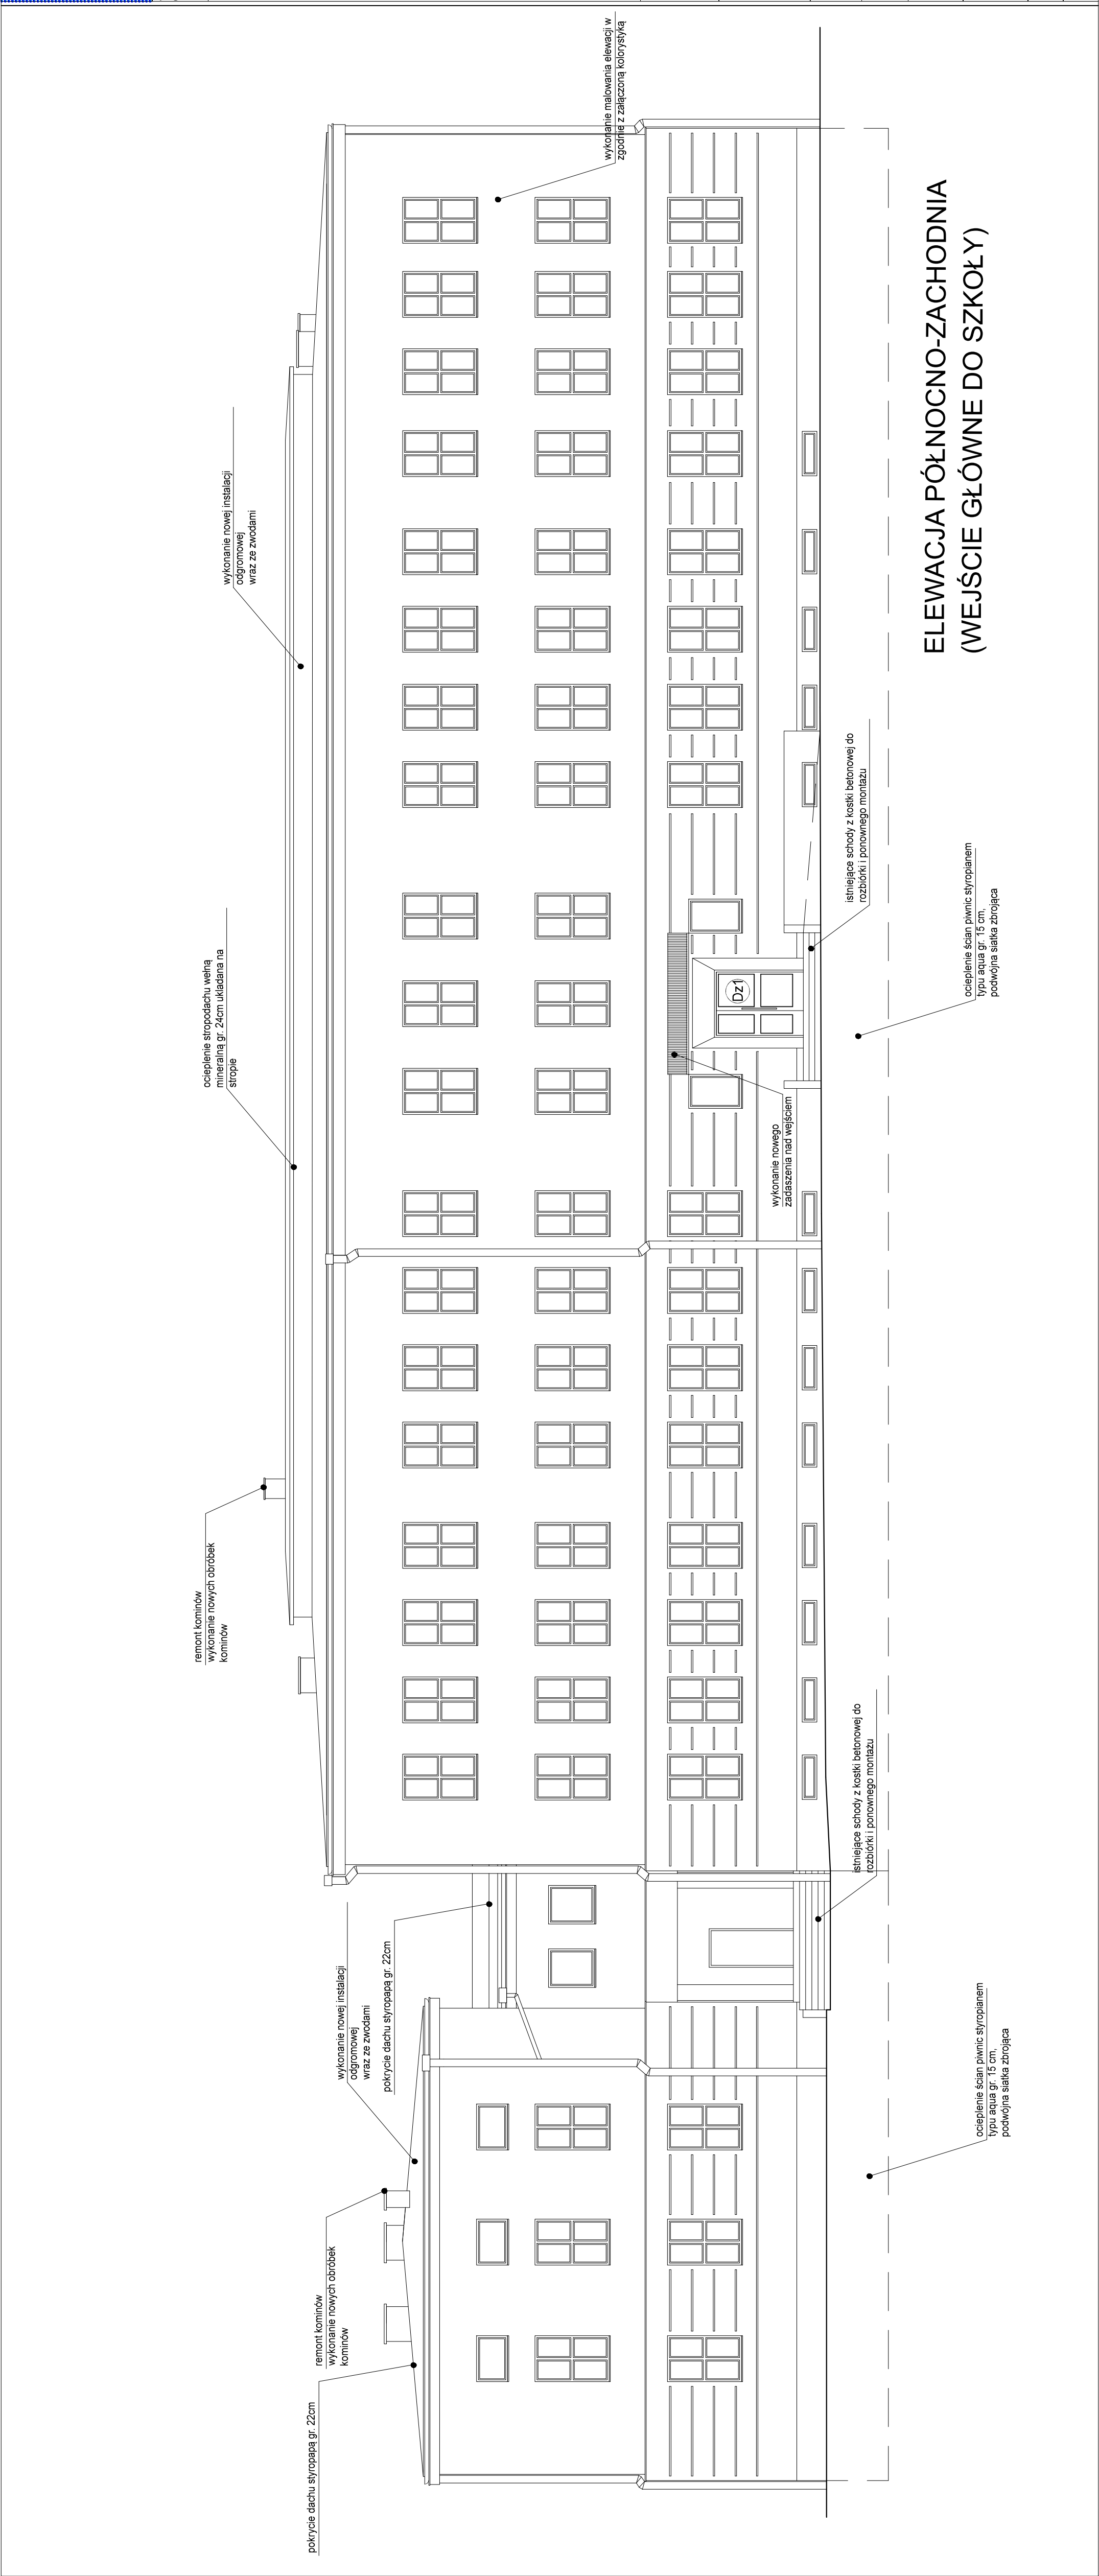 pokrycie dachu styropapą gr. 22cm
remont kominów
wykonanie nowych obróbek
kominów
wykonanie nowej instalacji
odgromowej
wraz ze zwodami
pokrycie dachu styropapą gr. 22cm
remont kominów
wykonanie nowych obróbek
kominów
ocieplenie stropodachu wełną
mineralną gr. 24cm układana na
stropie
wykonanie nowej instalacji
odgromowej
wraz ze zwodami
wykonanie malowania elewacji w
zgodnie z załączoną kolorystyką
wykonanie nowego
zadaszenia nad wejściem
Dz1
istniejące schody z kostki betonowej do
rozbiórki i ponownego montażu
istniejące schody z kostki betonowej do
rozbiórki i ponownego montażu
ocieplenie ścian piwnic styropianem
typu aqua gr. 15 cm,
podwójna siatka zbrojąca
ocieplenie ścian piwnic styropianem
typu aqua gr. 15 cm,
podwójna siatka zbrojąca
ELEWACJA PÓŁNOCNO-ZACHODNIA
(WEJŚCIE GŁÓWNE DO SZKOŁY)